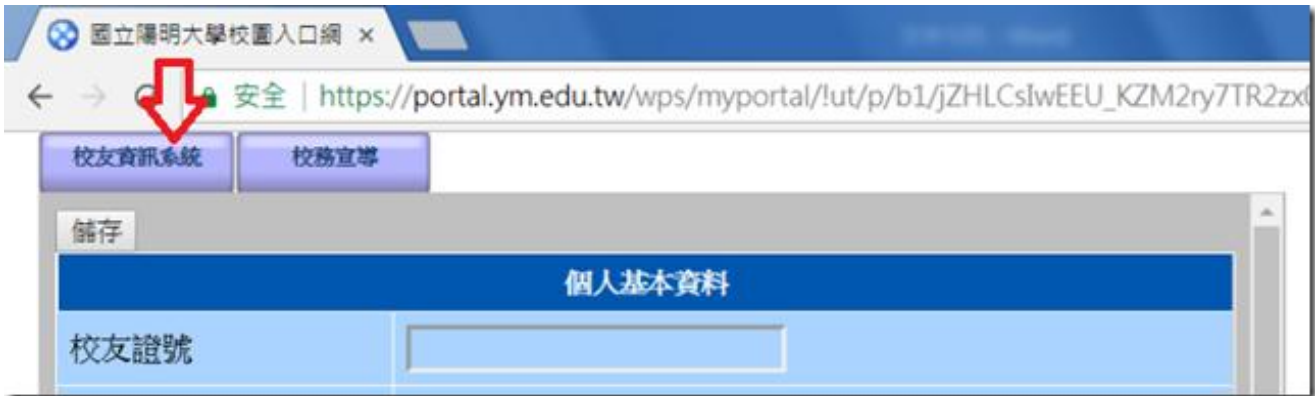 國立陽明大學校園入口網 ×
安全 | https://portal.ym.edu.tw/wps/myportal/!ut/p/b1/jZHLCsIwEEU_KZM2ry7TR2zx
校友資訊系統 校務宣導
儲存
個人基本資料
校友證號